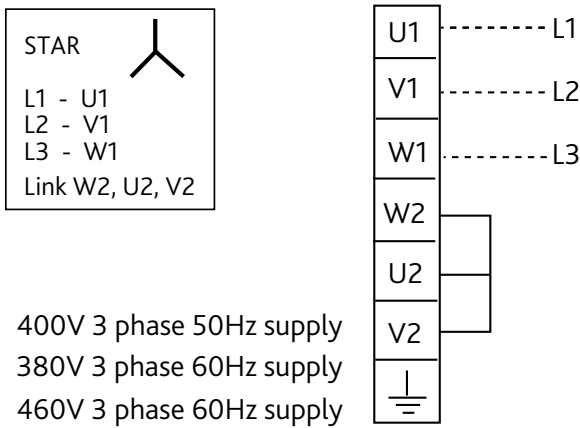 STAR
L1 - U1
L2 - V1
L3 - W1
Link W2, U2, V2
400V 3 phase 50Hz supply
380V 3 phase 60Hz supply
460V 3 phase 60Hz supply
U1 L1
V1 L2
W1 L3
W2
U2
V2